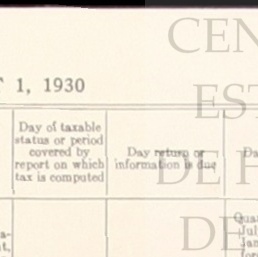 1, 1930
Day of taxable
status or period
covered by
report on which
tax is computed
Day return or
information is due
CEN
EST
DE H
DE